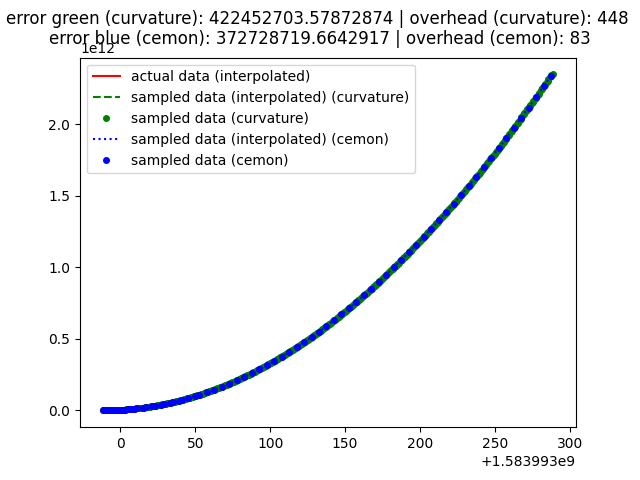 error green (curvature): 422452703.57872874 | overhead (curvature): 448
error blue (cemon): 372728719.6642917 | overhead (cemon): 83
1e12
actual data (interpolated)
sampled data (interpolated) (curvature)
sampled data (curvature)
sampled data (interpolated) (cemon)
sampled data (cemon)
2.0
1.5
1.0
0.5
0.0
0 50 100 150 200 250 300
+1.583993e9